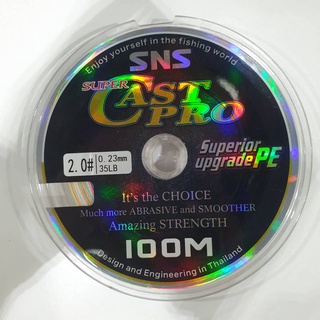 Enjoy yourself in the fishing world
SNS
SUPER
CAST
PRO
Superior
upgrade PE
2.0#
0.23mm
35LB
It's the CHOICE
Much more ABRASIVE and SMOOTHER
Amazing STRENGTH
100M
Design and Engineering in Thailand